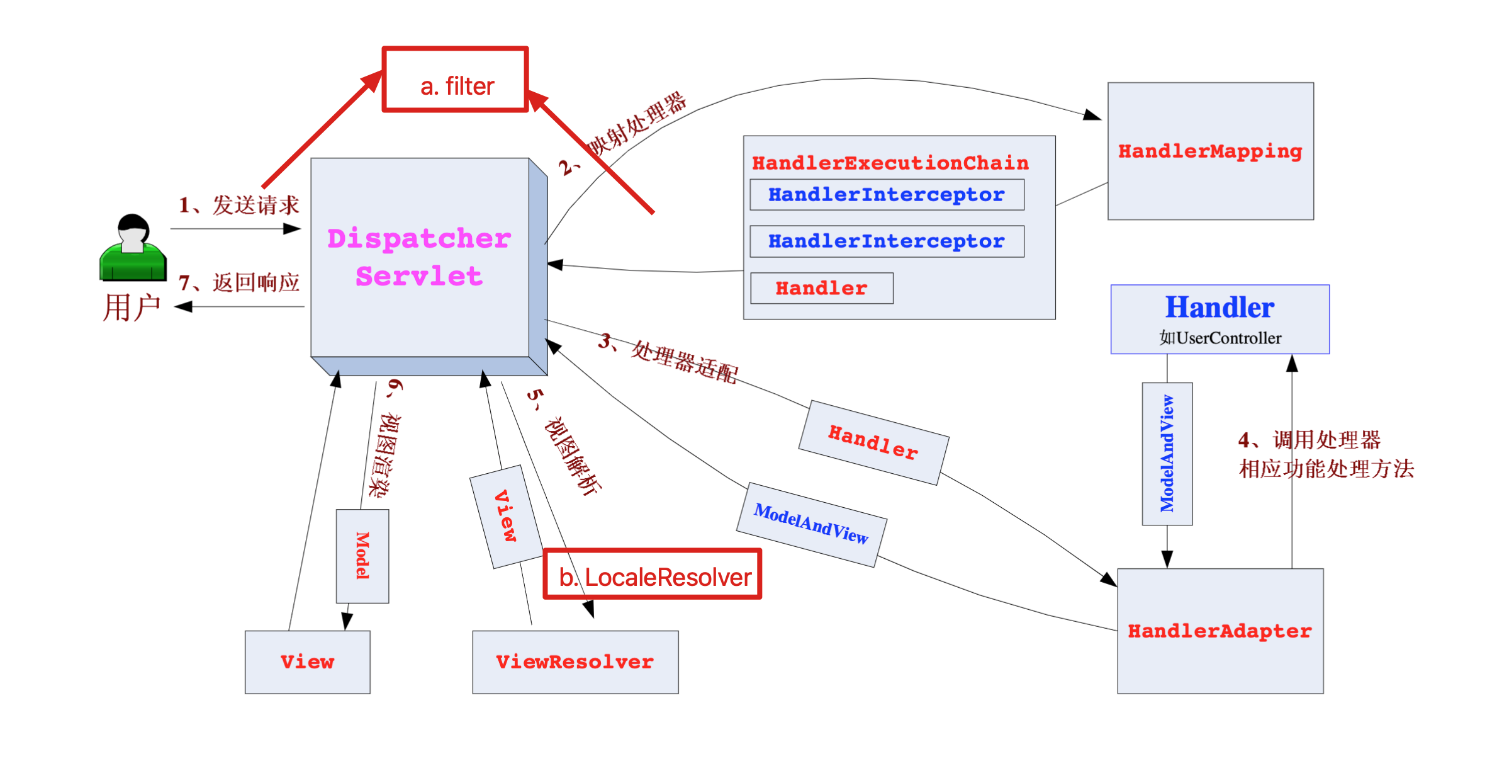 a. filter
2、映射处理器
HandlerMapping
HandlerExecutionChain
HandlerInterceptor
HandlerInterceptor
Handler
1、发送请求
Dispatcher
Servlet
7、返回响应
用户
Handler
如UserController
3、处理器适配
Handler
ModelAndView
4、调用处理器
相应功能处理方法
ModelAndView
HandlerAdapter
6、视图渲染
Model
View
5、视图解析
View
b. LocaleResolver
ViewResolver